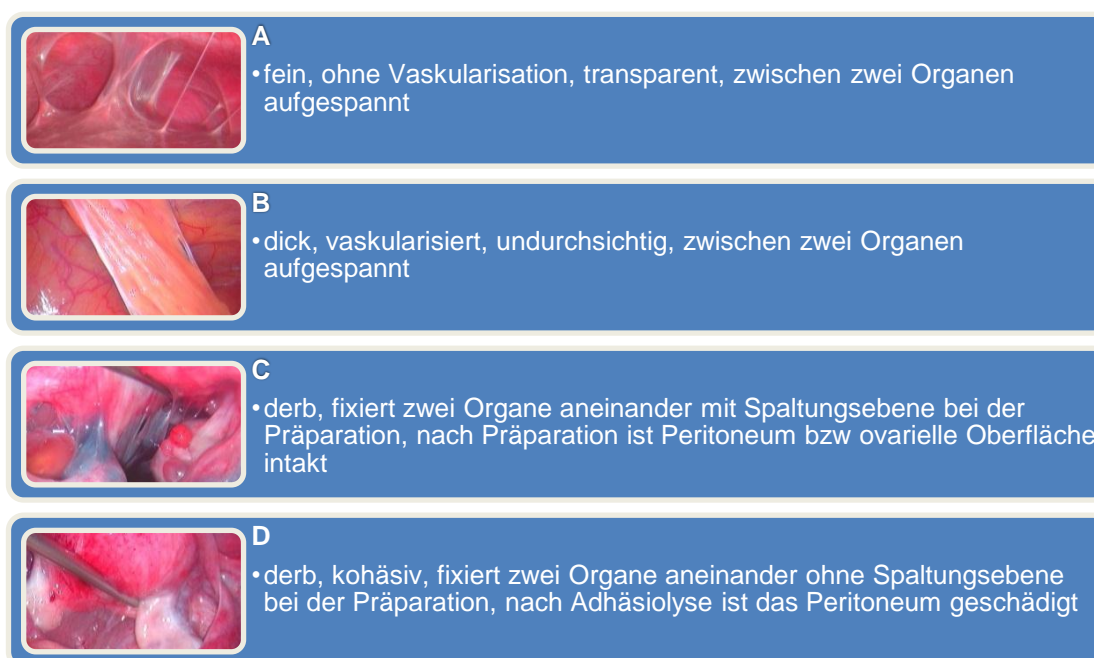 A
•fein, ohne Vaskularisation, transparent, zwischen zwei Organen
aufgespannt
B
•dick, vaskularisiert, undurchsichtig, zwischen zwei Organen
aufgespannt
C
•derb, fixiert zwei Organe aneinander mit Spaltungsebene bei der
Präparation, nach Präparation ist Peritoneum bzw ovarielle Oberfläche
intakt
D
•derb, kohäsiv, fixiert zwei Organe aneinander ohne Spaltungsebene
bei der Präparation, nach Adhäsiolyse ist das Peritoneum geschädigt